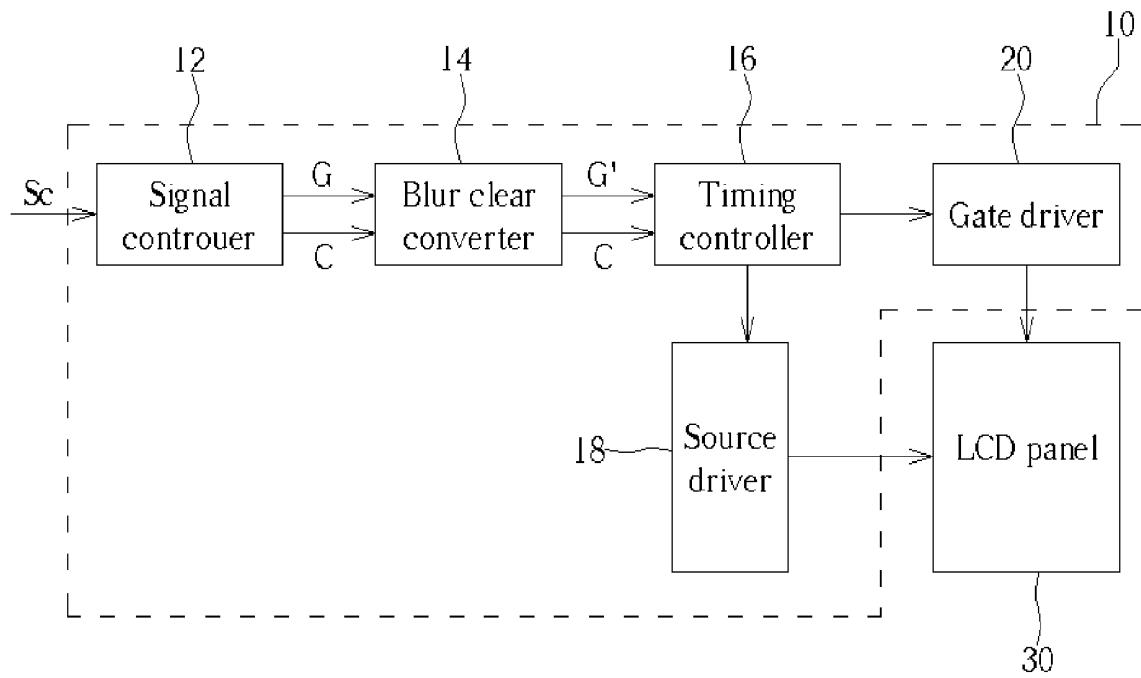 10
12
14
16
20
Sc
Signal
controuer
G
C
Blur clear
converter
G'
C
Timing
controller
Gate driver
18
Source
driver
LCD panel
30